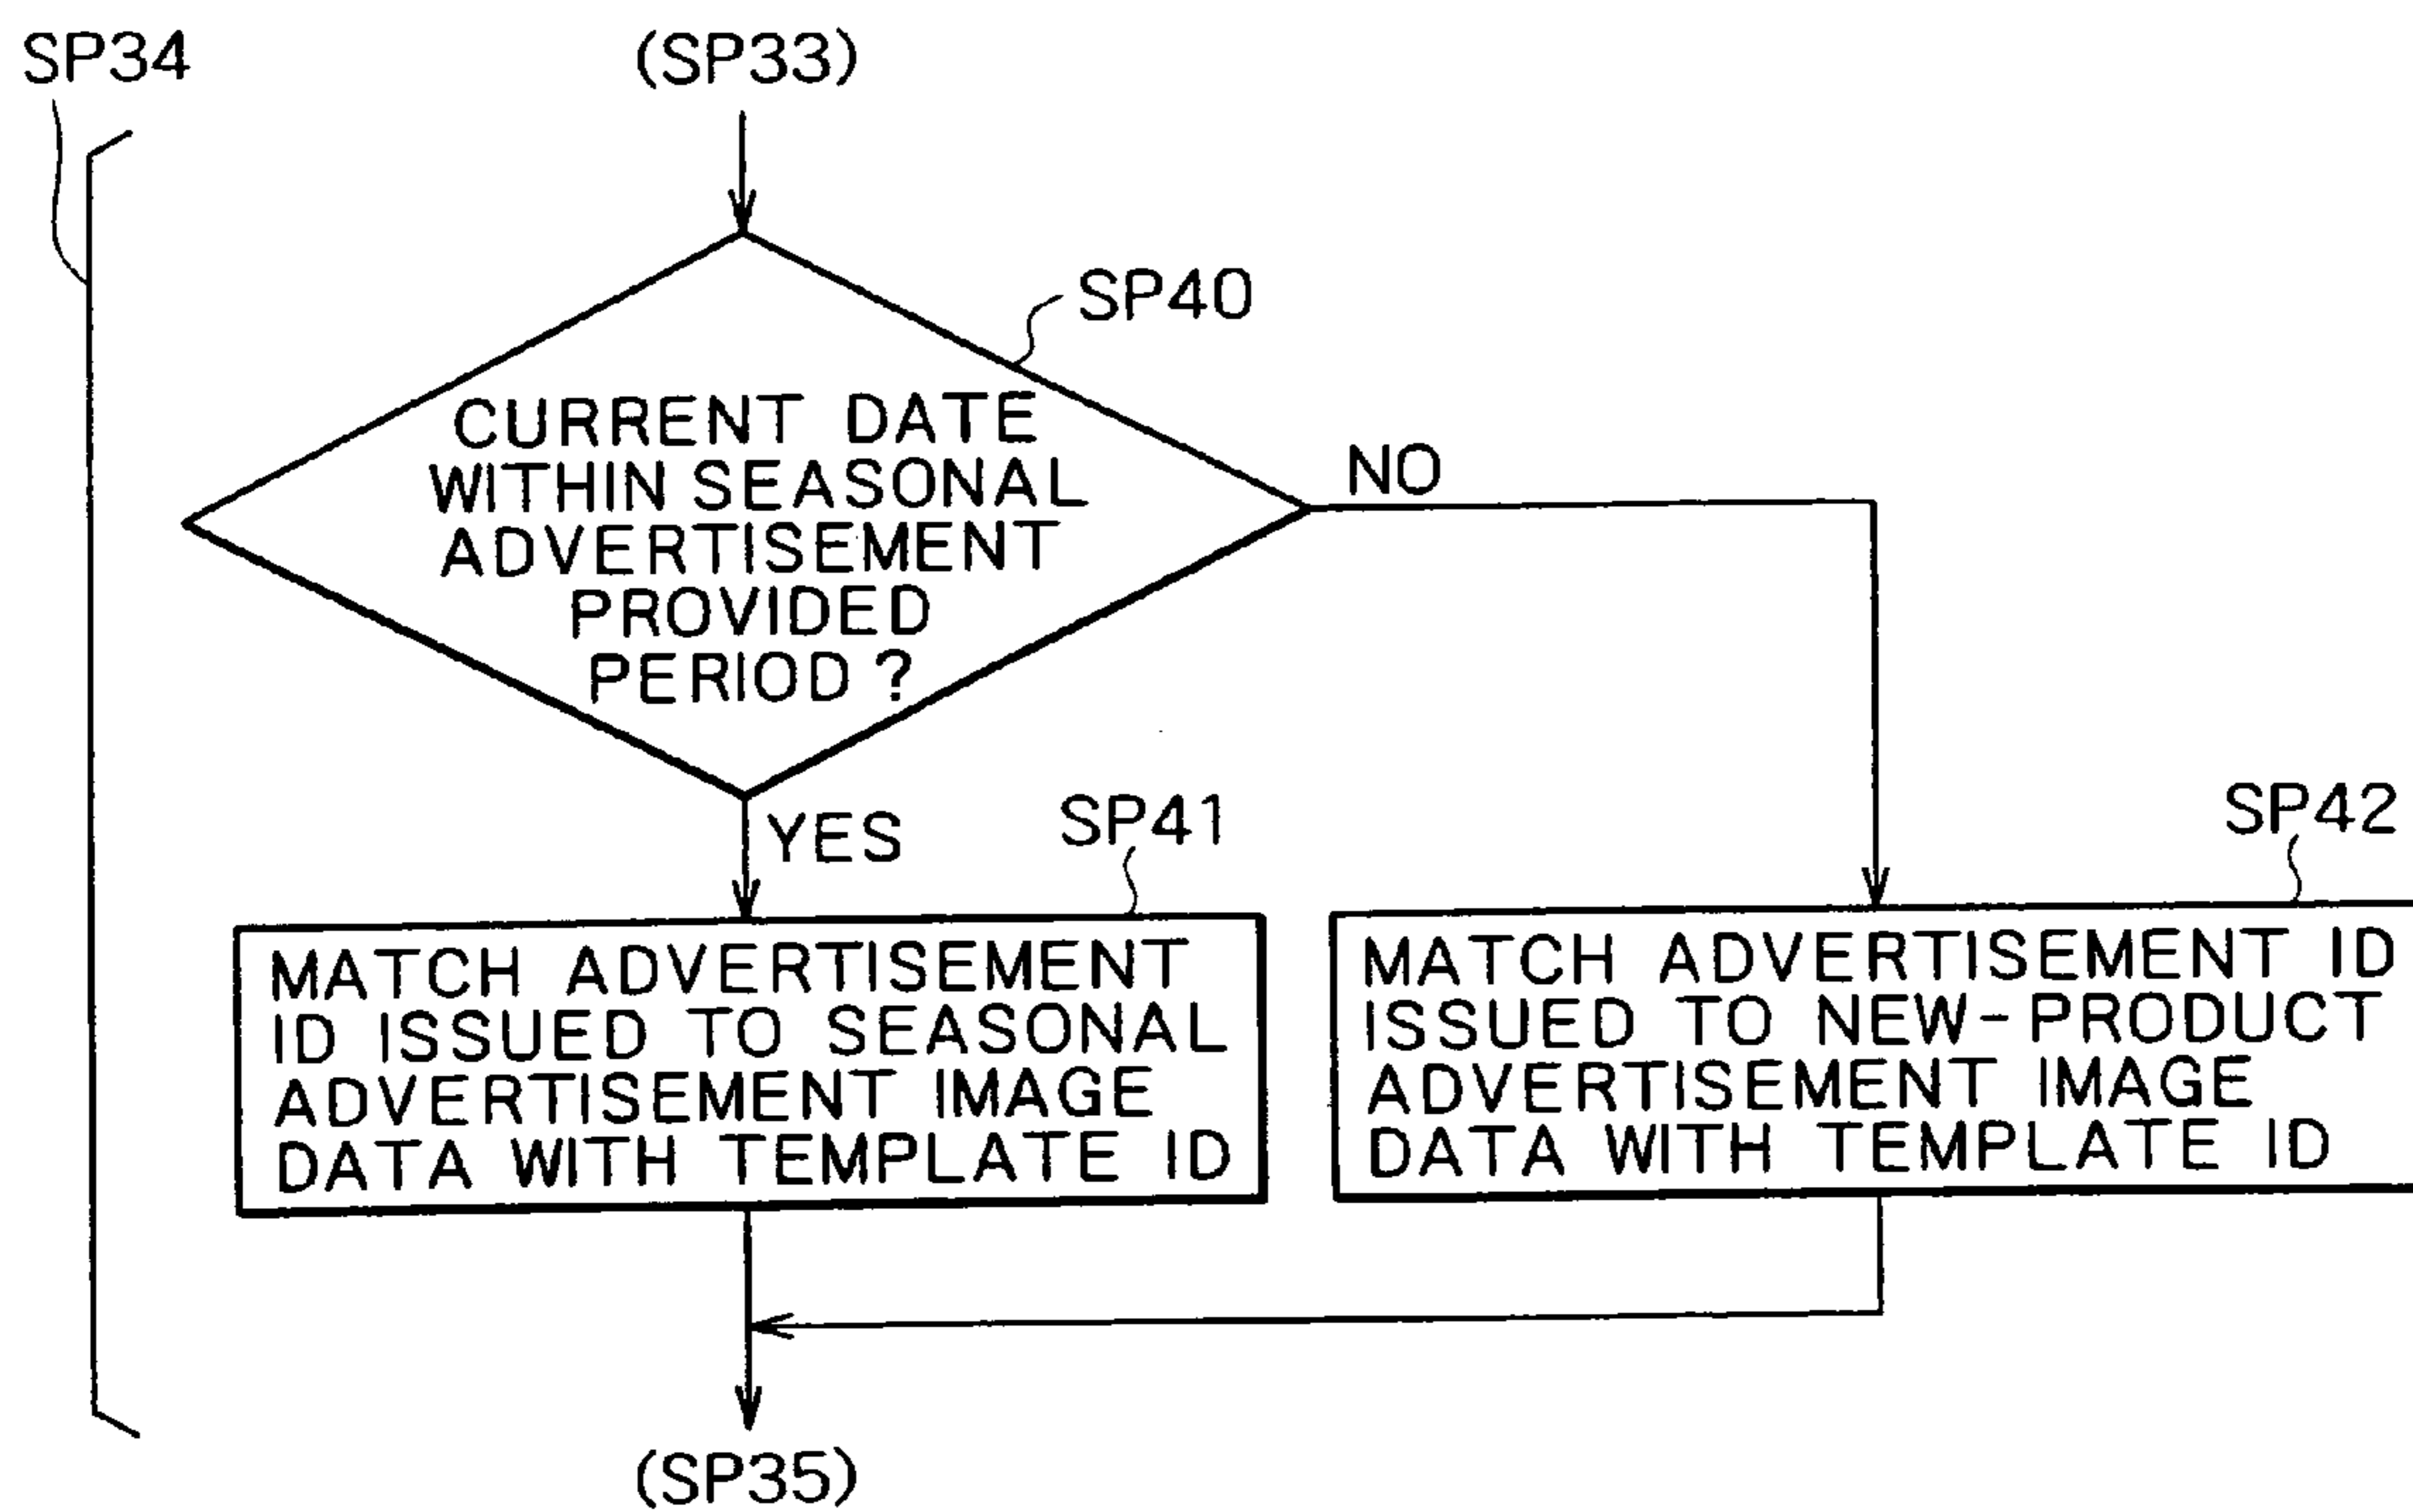 SP34
(SP33)
SP40
CURRENT DATE
WITHIN SEASONAL
ADVERTISEMENT
PROVIDED
PERIOD ?
NO
YES
SP41
MATCH ADVERTISEMENT
ID ISSUED TO SEASONAL
ADVERTISEMENT IMAGE
DATA WITH TEMPLATE ID
SP42
MATCH ADVERTISEMENT ID
ISSUED TO NEW-PRODUCT
ADVERTISEMENT IMAGE
DATA WITH TEMPLATE ID
(SP35)